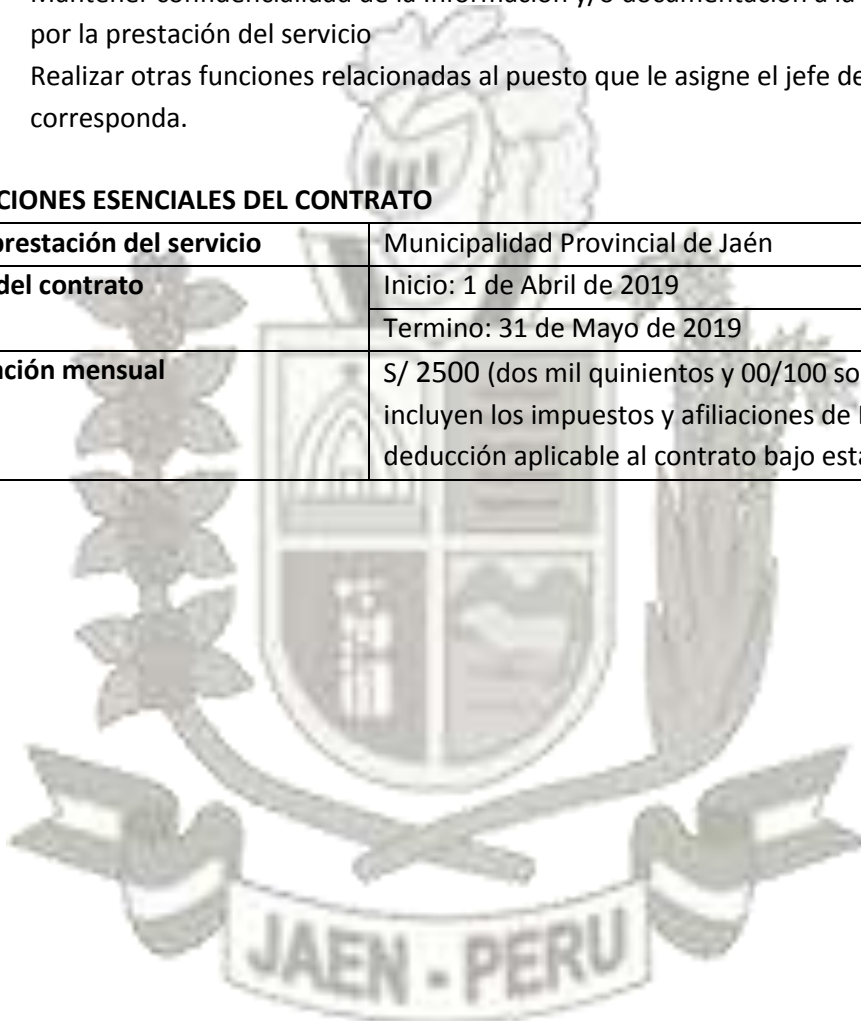 por la prestación del servicio
Realizar otras funciones relacionadas al puesto que le asigne el jefe de
corresponda.
CIONES ESENCIALES DEL CONTRATO
prestación del servicio Municipalidad Provincial de Jaén
del contrato Inicio: 1 de Abril de 2019
Termino: 31 de Mayo de 2019
ación mensual S/ 2500 (dos mil quinientos y 00/100 so
incluyen los impuestos y afiliaciones de
deducción aplicable al contrato bajo esta
JAEN - PERU